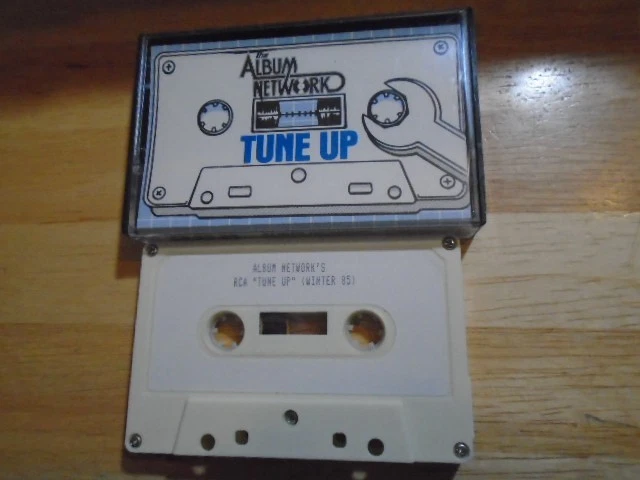 the
ALBUM
NETWORK
TUNE UP
ALBUM NETWORK'S
RCA "TUNE UP" (WINTER 85)